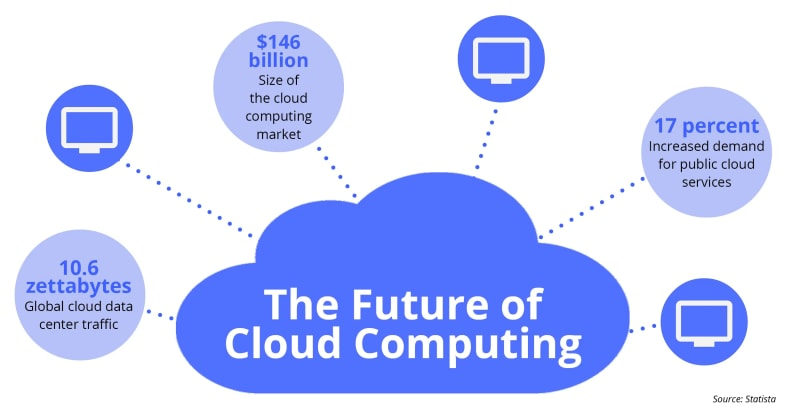 $146
billion
Size of
the cloud
computing
market
17 percent
Increased demand
for public cloud
services
10.6
zettabytes
Global cloud data
center traffic
The Future of
Cloud Computing
Source: Statista